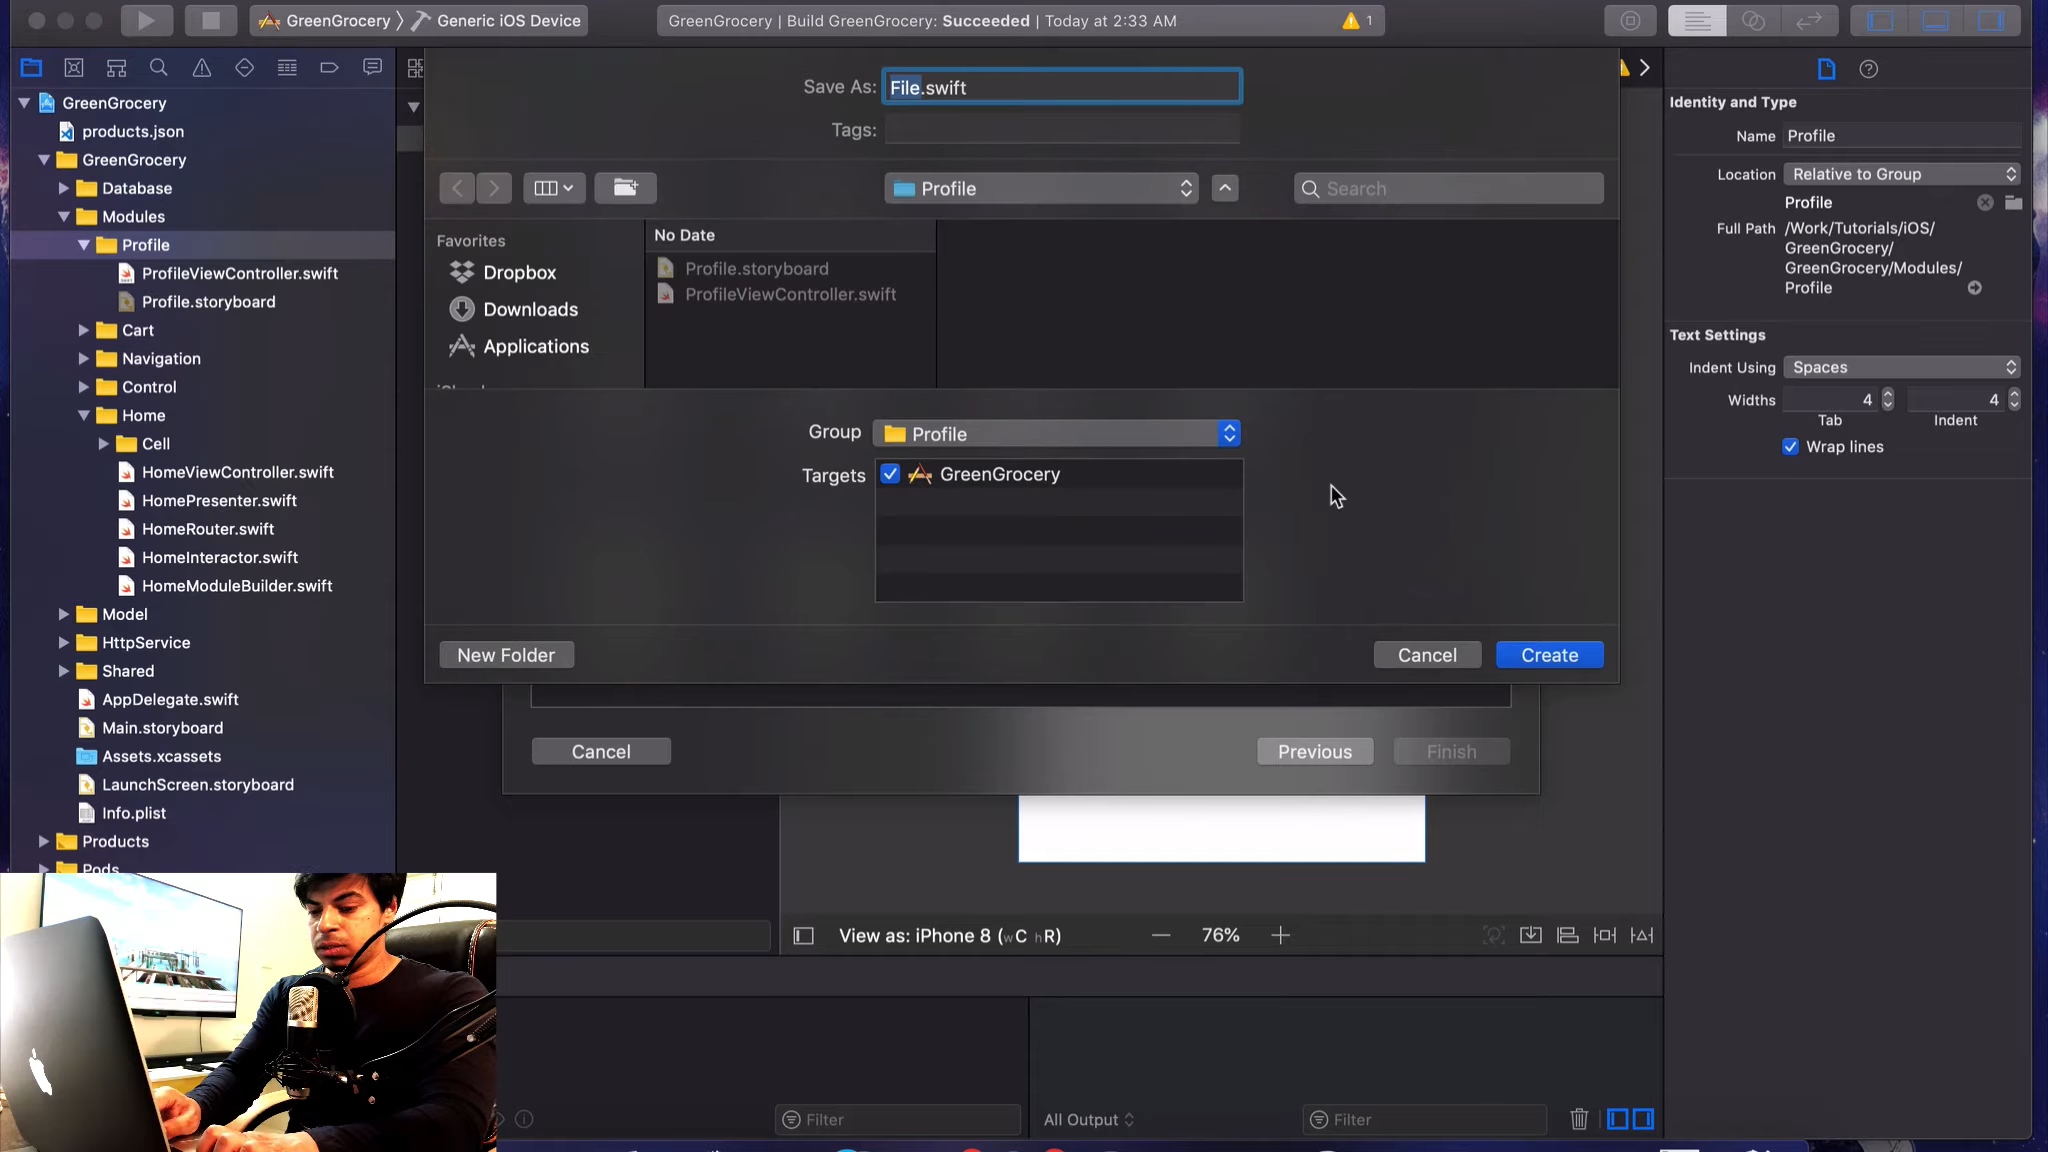 GreenGrocery
Generic iOS Device
GreenGrocery | Build GreenGrocery: Succeeded | Today at 2:33 AM
1
GreenGrocery
products.json
GreenGrocery
Database
Modules
Profile
ProfileViewController.swift
Profile.storyboard
Cart
Navigation
Control
Home
Cell
HomeViewController.swift
HomePresenter.swift
HomeRouter.swift
HomeInteractor.swift
HomeModuleBuilder.swift
Model
HttpService
Shared
AppDelegate.swift
Main.storyboard
Assets.xcassets
LaunchScreen.storyboard
Info.plist
Products
Pods
Save As: File.swift
Tags:
Profile
Search
Favorites
Dropbox
Downloads
Applications
No Date
Profile.storyboard
ProfileViewController.swift
Group Profile
Targets GreenGrocery
New Folder
Cancel
Create
Cancel
Previous
Finish
View as: iPhone 8 (wC hR)
76%
Filter
All Output
Filter
Identity and Type
Name Profile
Location Relative to Group
Profile
Full Path /Work/Tutorials/iOS/
GreenGrocery/
GreenGrocery/Modules/
Profile
Text Settings
Indent Using Spaces
Widths 4 4
Tab Indent
Wrap lines